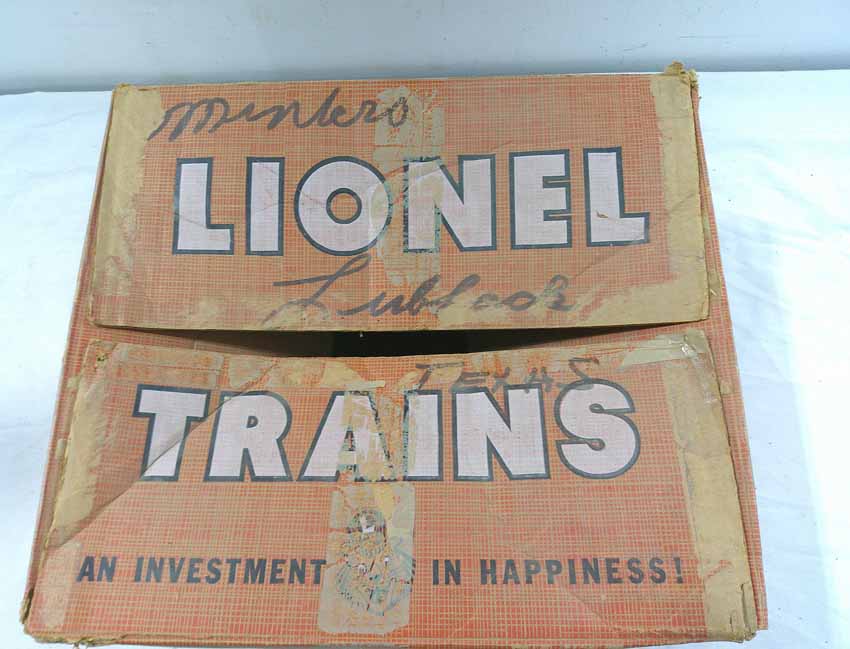 LIONEL
Lubbock
TEXAS
TRAINS
AN INVESTMENT IN HAPPINESS!